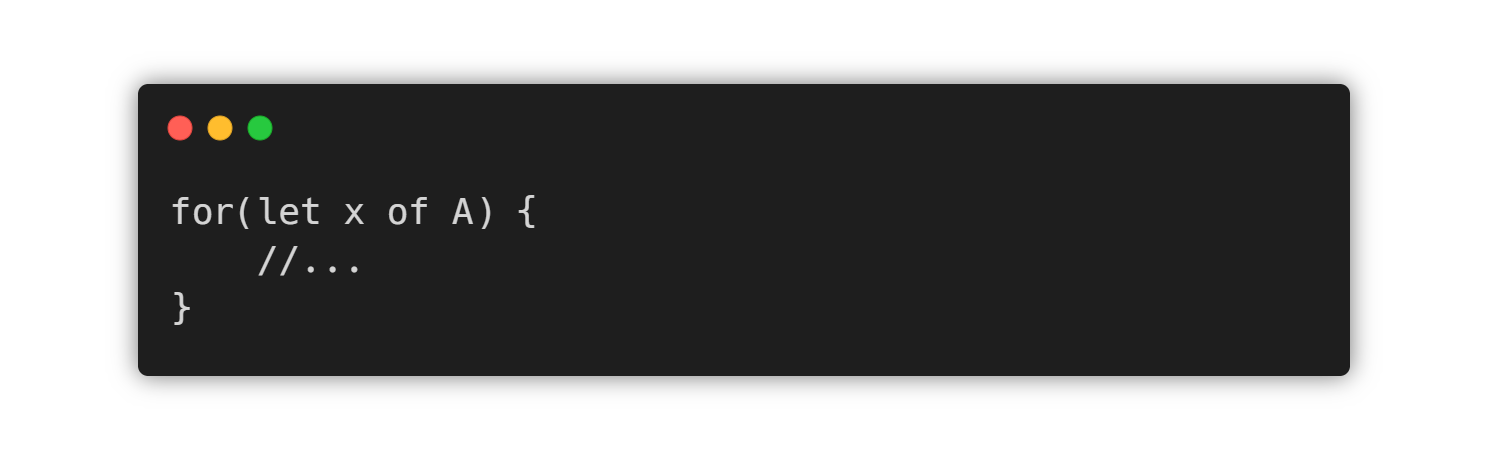 for(let x of A) {
    //...
}